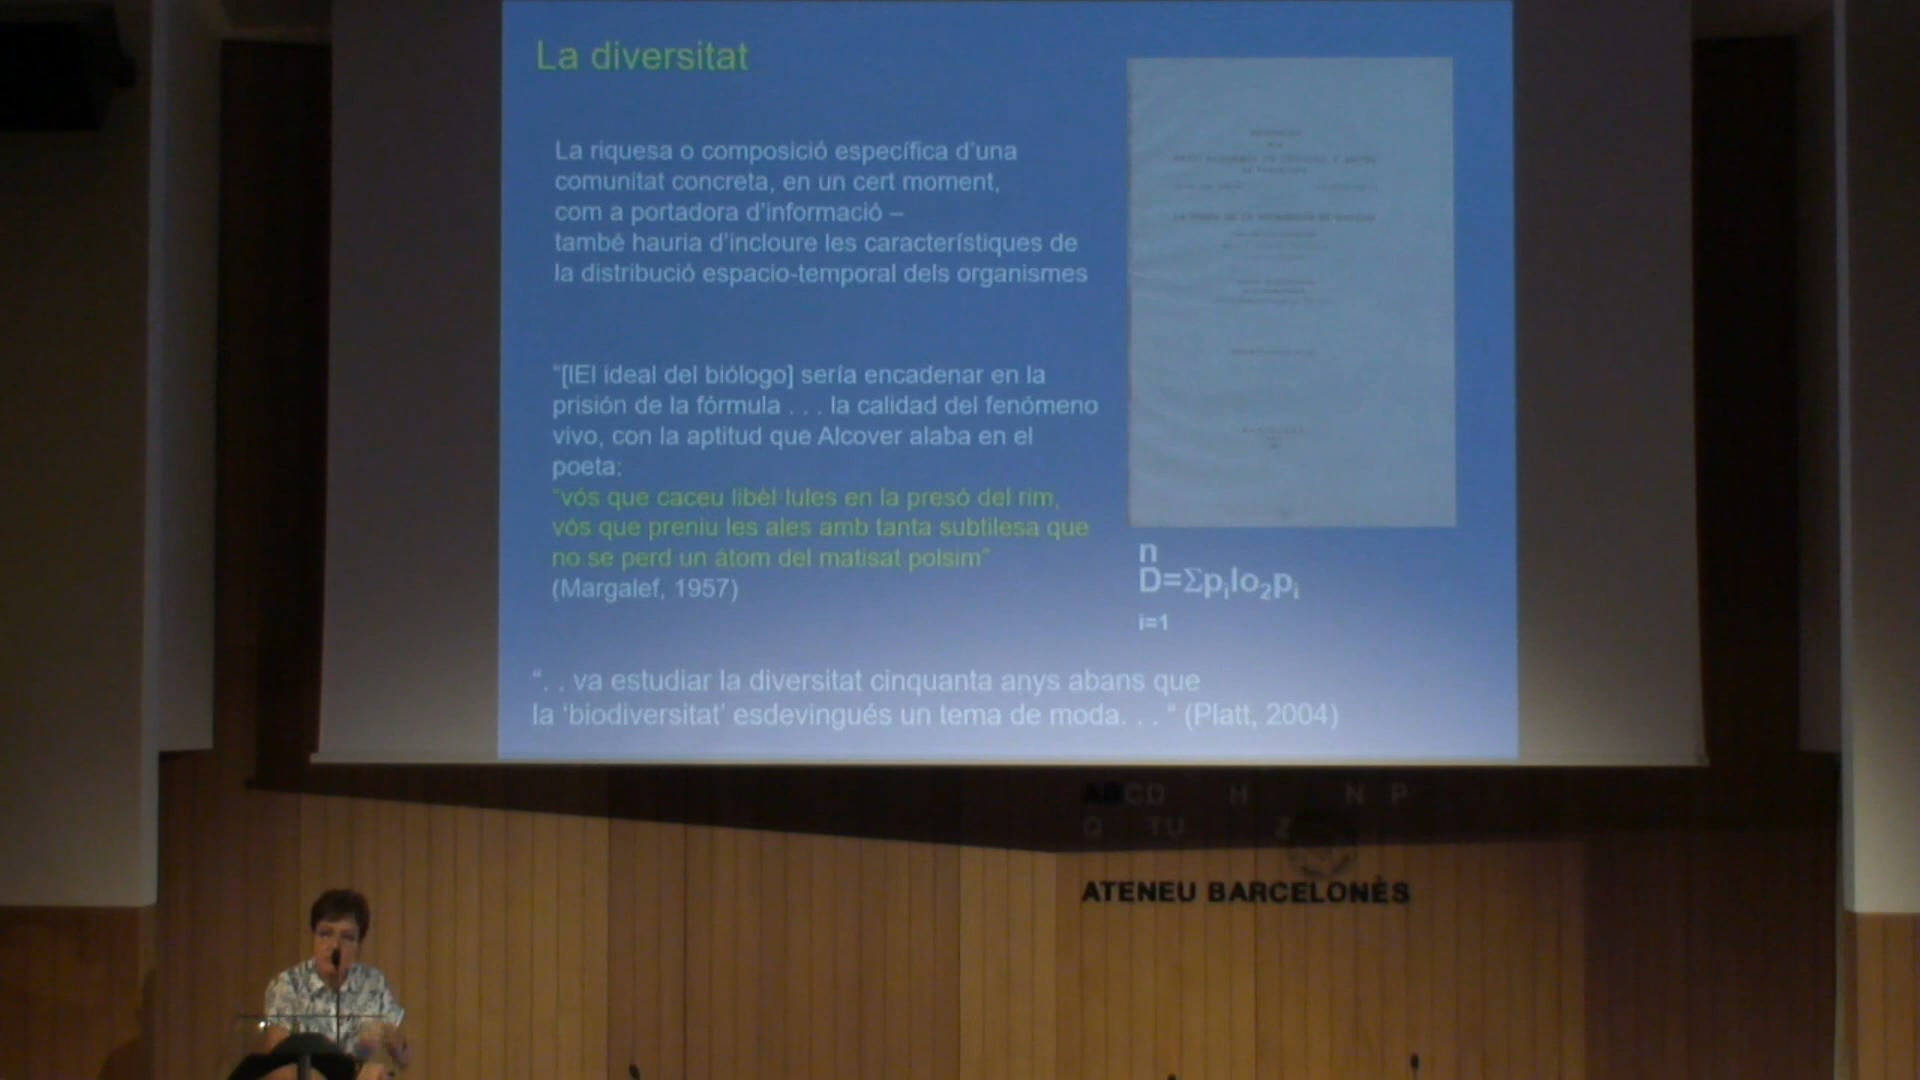 La diversitat
La riquesa o composició específica d'una
comunitat concreta, en un cert moment,
com a portadora d'informació –
també hauria d'incloure les característiques de
la distribució espacio-temporal dels organismes
"[lEl ideal del biólogo] sería encadenar en la
prisión de la fórmula . . . la calidad del fenómeno
vivo, con la aptitud que Alcover alaba en el
poeta:
"vós que caceu libèl·lules en la presó del rim,
vós que preniu les ales amb tanta subtilesa que
no se perd un àtom del matisat polsim"
(Margalef, 1957)
n
D=Σpᵢlo₂pᵢ
i=1
". . va estudiar la diversitat cinquanta anys abans que
la 'biodiversitat' esdevingués un tema de moda. . . " (Platt, 2004)
ABCD H N P
Q TU Z
ATENEU BARCELONÈS